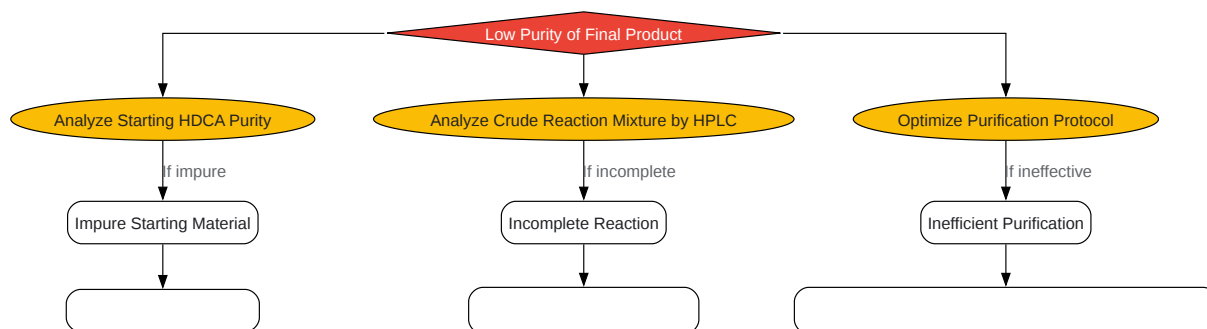 Low Purity of Final Product
Analyze Starting HDCA Purity
Analyze Crude Reaction Mixture by HPLC
Optimize Purification Protocol
If impure
If incomplete
If ineffective
Impure Starting Material
Incomplete Reaction
Inefficient Purification